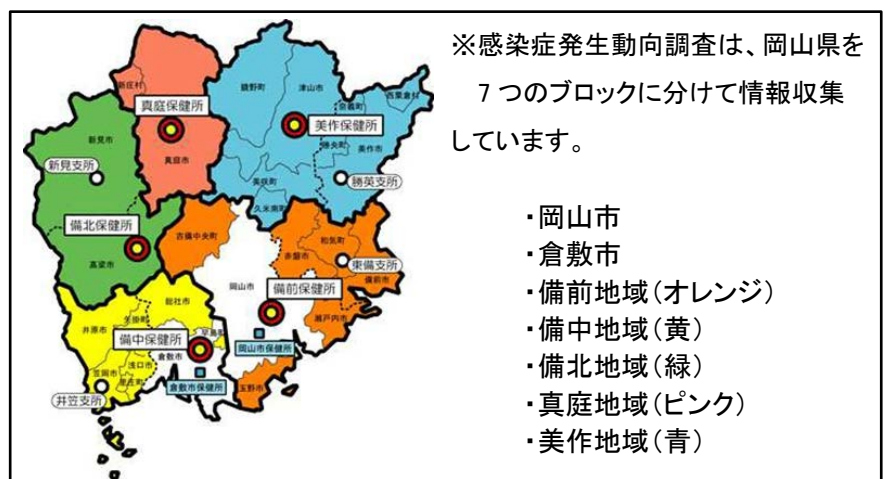 ※感染症発生動向調査は、岡山県を
7つのブロックに分けて情報収集
しています。
・岡山市
・倉敷市
・備前地域(オレンジ)
・備中地域(黄)
・備北地域(緑)
・真庭地域(ピンク)
・美作地域(青)
新庄村
真庭保健所
真庭市
鏡野町
津山市
奈義町
西粟倉村
美作保健所
勝央町
美作市
勝英支所
美咲町
久米南町
新見市
新見支所
備北保健所
高梁市
吉備中央町
岡山市
赤磐市
和気町
東備支所
備前市
備前保健所
瀬戸内市
岡山市保健所
玉野市
総社市
井原市
矢掛町
備中保健所
早島町
倉敷市
浅口市
笠岡市
里庄町
井笠支所
倉敷市保健所